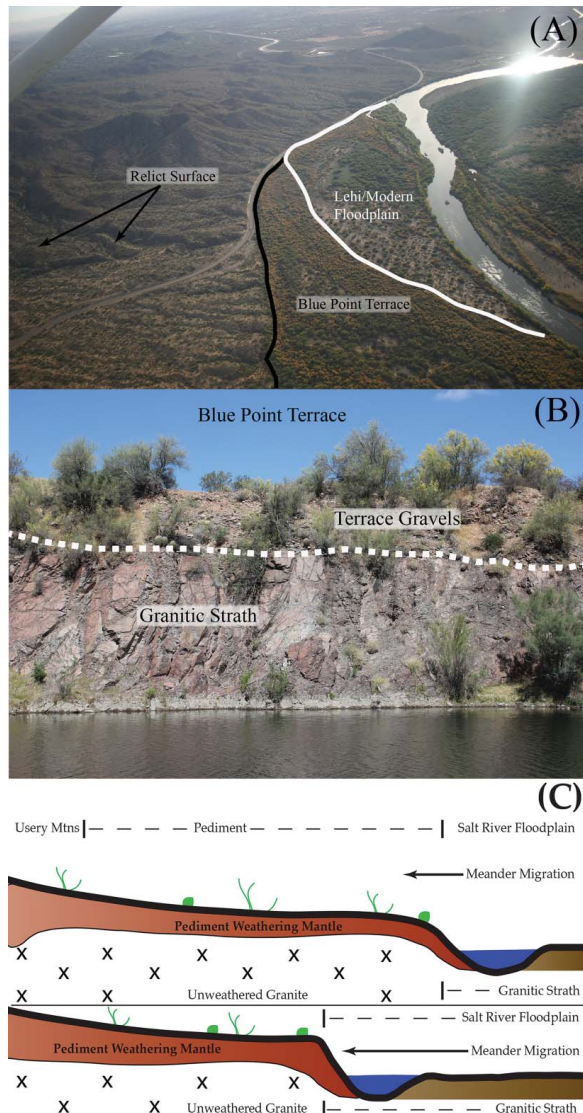 (A)
Relict Surface
Lehi/Modern
Floodplain
Blue Point Terrace
(B)
Blue Point Terrace
Terrace Gravels
Granitic Strath
(C)
Usery Mtns
Pediment
Salt River Floodplain
Meander Migration
Pediment Weathering Mantle
X X X X X
X X X X
X X X
Unweathered Granite
Granitic Strath
Salt River Floodplain
Pediment Weathering Mantle
Meander Migration
X X X X
X X X
Unweathered Granite
Granitic Strath